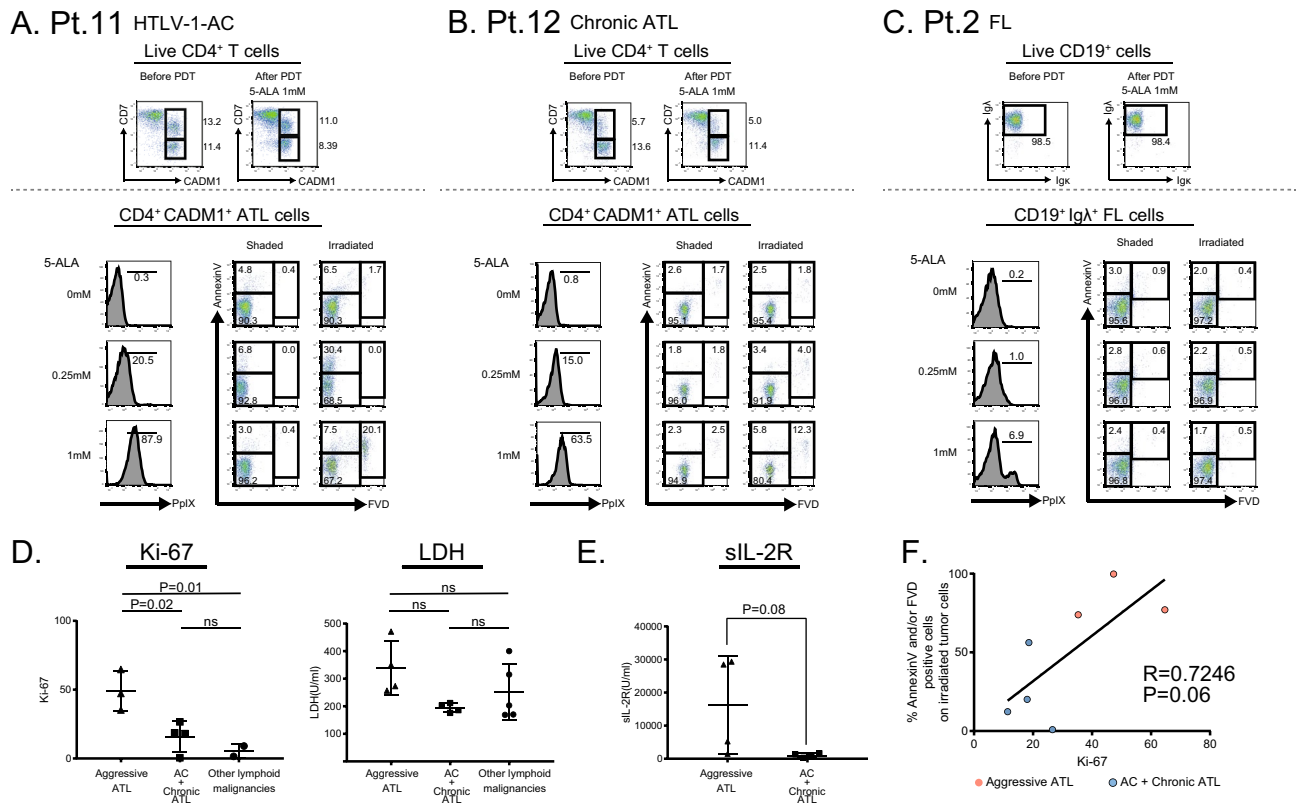 A. Pt.11 HTLV-1-AC
Live CD4⁺ T cells
Before PDT
After PDT
5-ALA 1mM
CD7
13.2
11.4
CD7
11.0
8.39
CADM1
CADM1
CD4⁺ CADM1⁺ ATL cells
Shaded
Irradiated
5-ALA
0mM
0.3
AnnexinV
4.8
0.4
90.3
6.5
1.7
90.3
0.25mM
20.5
6.8
0.0
92.8
30.4
0.0
68.5
1mM
87.9
3.0
0.4
96.2
7.5
20.1
67.2
PpIX
FVD
B. Pt.12 Chronic ATL
Live CD4⁺ T cells
Before PDT
After PDT
5-ALA 1mM
CD7
5.7
13.6
CD7
5.0
11.4
CADM1
CADM1
CD4⁺ CADM1⁺ ATL cells
Shaded
Irradiated
5-ALA
0mM
0.8
AnnexinV
2.6
1.7
95.1
2.5
1.8
95.4
0.25mM
15.0
1.8
1.8
96.0
3.4
4.0
91.9
1mM
63.5
2.3
2.5
94.9
5.8
12.3
80.4
PpIX
FVD
C. Pt.2 FL
Live CD19⁺ cells
Before PDT
After PDT
5-ALA 1mM
Igλ
98.5
Igκ
Igλ
98.4
Igκ
CD19⁺ Igλ⁺ FL cells
Shaded
Irradiated
5-ALA
0mM
0.2
AnnexinV
3.0
0.9
95.6
2.0
0.4
97.2
0.25mM
1.0
2.8
0.6
96.0
2.2
0.5
96.9
1mM
6.9
2.4
0.4
96.8
1.7
0.5
97.4
PpIX
FVD
D.
Ki-67
P=0.01
P=0.02
ns
100
50
0
Ki-67
Aggressive
ATL
AC
+
Chronic
ATL
Other lymphoid
malignancies
LDH
ns
ns
ns
500
400
300
200
100
0
LDH(U/ml)
Aggressive
ATL
AC
+
Chronic
ATL
Other lymphoid
malignancies
E.
sIL-2R
P=0.08
40000
30000
20000
10000
0
sIL-2R(U/ml)
Aggressive
ATL
AC
+
Chronic
ATL
F.
% AnnexinV and/or FVD
positive cells
on irradiated tumor cells
100
50
0
R=0.7246
P=0.06
0
20
40
60
80
Ki-67
Aggressive ATL
AC + Chronic ATL